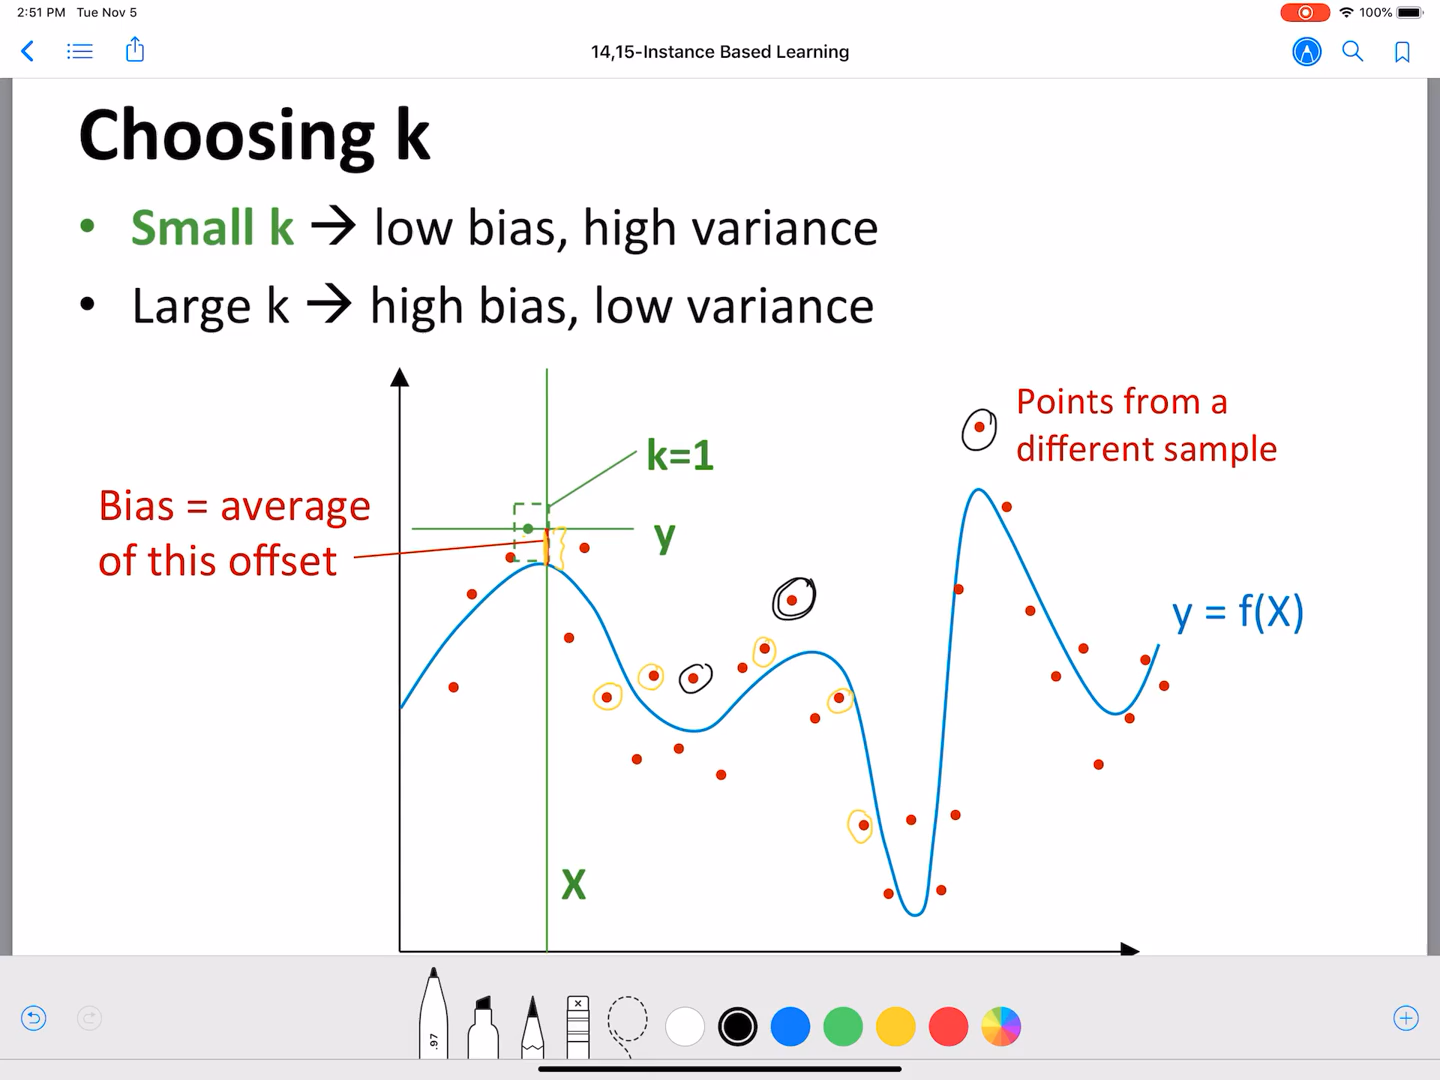 2:51 PM Tue Nov 5
100%
14,15-Instance Based Learning
Choosing k
• Small k → low bias, high variance
• Large k → high bias, low variance
Points from a
different sample
k=1
Bias = average
of this offset
y
y = f(X)
X
.97